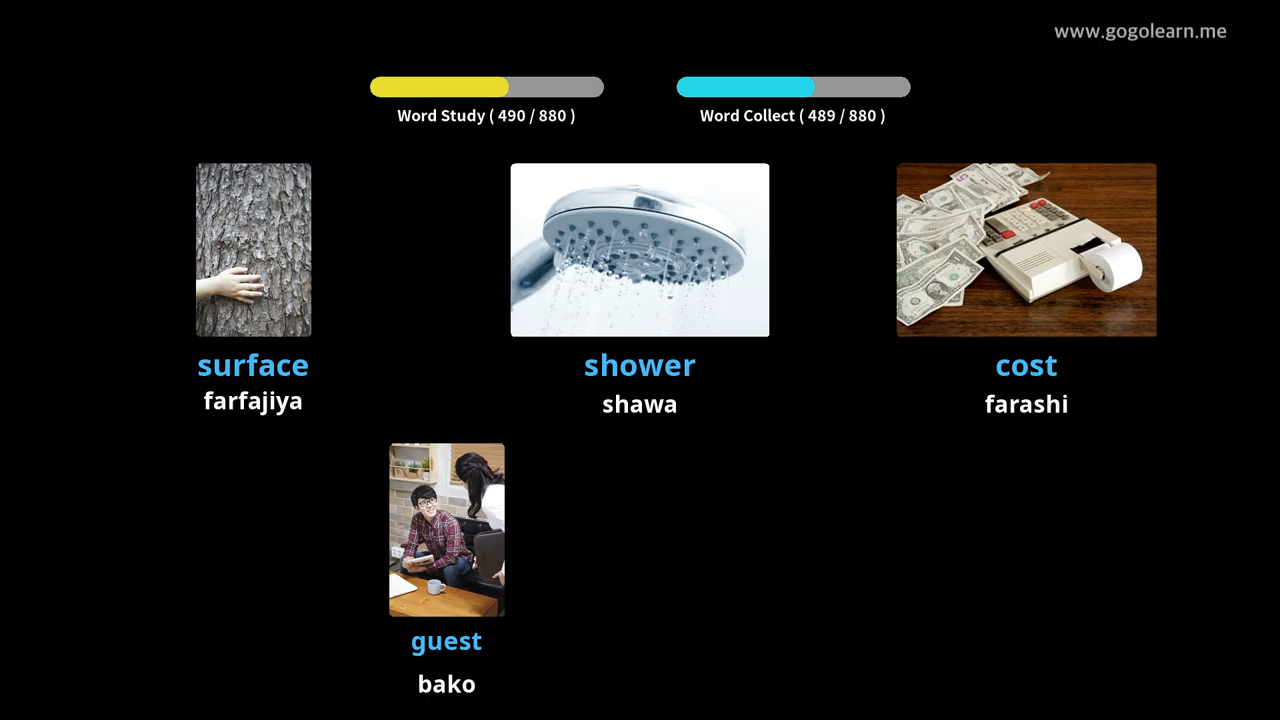 www.gogolearn.me
Word Study ( 490 / 880 )
Word Collect ( 489 / 880 )
surface
farfajiya
shower
shawa
cost
farashi
guest
bako